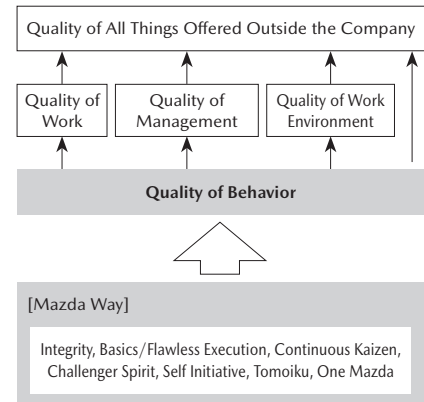 Quality of All Things Offered Outside the Company
Quality of
Work
Quality of
Management
Quality of Work
Environment
Quality of Behavior
[Mazda Way]
Integrity, Basics/Flawless Execution, Continuous Kaizen,
Challenger Spirit, Self Initiative, Tomoiku, One Mazda